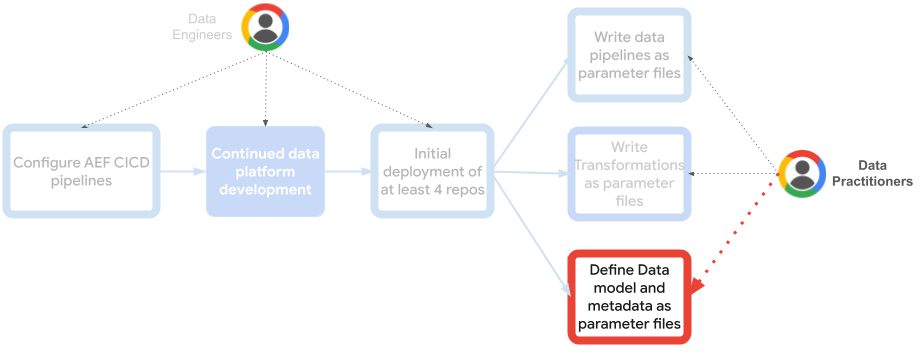 Data
Engineers
Write data
pipelines as
parameter files
Configure AEF CICD
pipelines
Continued data
platform
development
Initial
deployment of
at least 4 repos
Write
Transformations
as parameter
files
Data
Practitioners
Define Data
model and
metadata as
parameter files